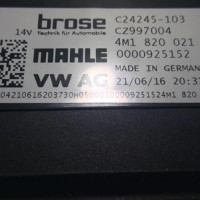 brose C24245-103
14V Technik für Automobile CZ997004
4M1 820 021
MAHLE 0000925152
MADE IN GERMAN
VW AG 21/06/16 20:37